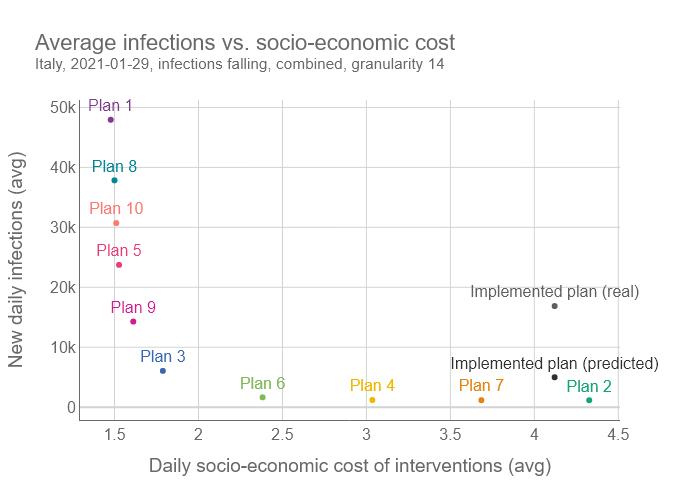 Average infections vs. socio-economic cost
Italy, 2021-01-29, infections falling, combined, granularity 14
50k
Plan 1
40k
Plan 8
Plan 10
30k
Plan 5
20k
Implemented plan (real)
Plan 9
10k
Plan 3
Implemented plan (predicted)
Plan 6
Plan 4
Plan 7
Plan 2
0
1.5
2
2.5
3
3.5
4
4.5
New daily infections (avg)
Daily socio-economic cost of interventions (avg)